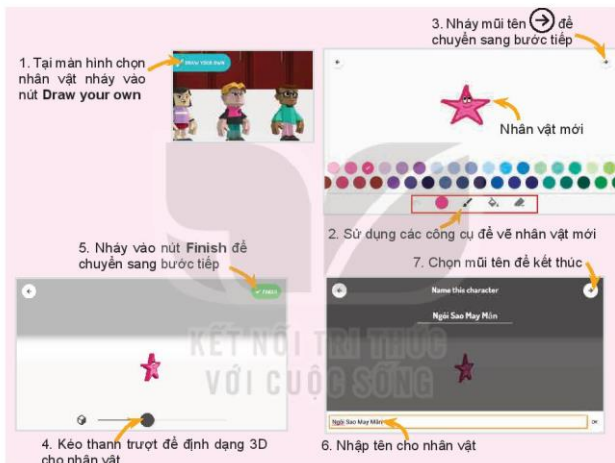 3. Nháy mũi tên để
chuyển sang bước tiếp
1. Tại màn hình chọn
nhân vật nháy vào
nút Draw your own
DRAW YOUR OWN
Nhân vật mới
2. Sử dụng các công cụ để vẽ nhân vật mới
5. Nháy vào nút Finish để
chuyển sang bước tiếp
FINISH
7. Chọn mũi tên để kết thúc
Name this character
Ngôi Sao May Mắn
KẾT NỐI TRI THỨC
VỚI CUỘC SỐNG
Ngôi Sao May Mắn
OK
4. Kéo thanh trượt để định dạng 3D
cho nhân vật
6. Nhập tên cho nhân vật